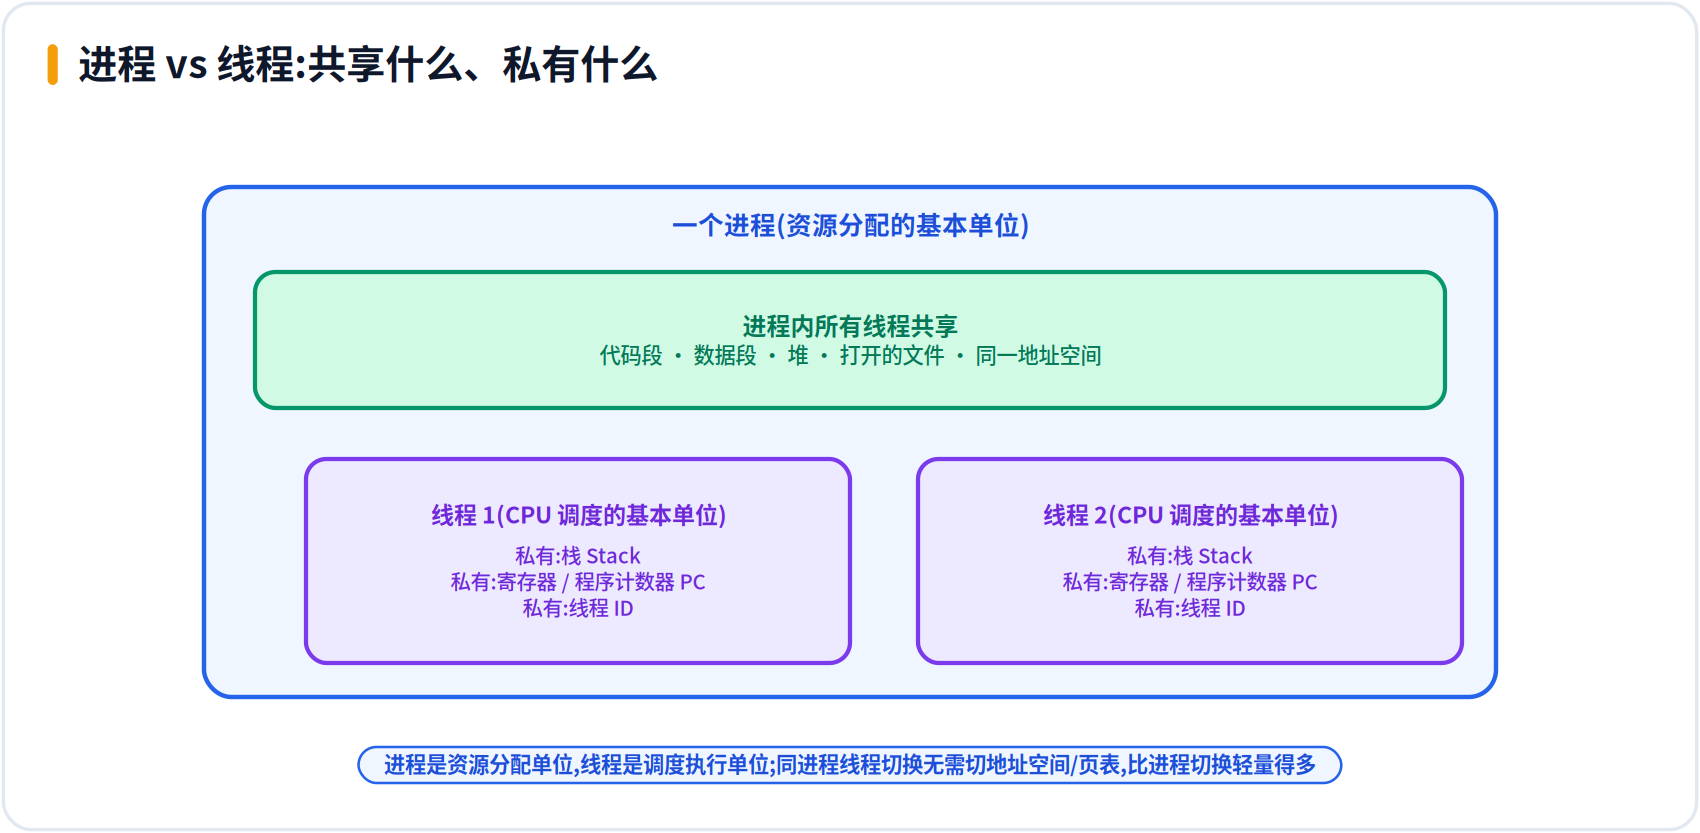 进程 vs 线程:共享什么、私有什么
一个进程(资源分配的基本单位)
进程内所有线程共享
代码段 · 数据段 · 堆 · 打开的文件 · 同一地址空间
线程 1(CPU 调度的基本单位)
私有:栈 Stack
私有:寄存器 / 程序计数器 PC
私有:线程 ID
线程 2(CPU 调度的基本单位)
私有:栈 Stack
私有:寄存器 / 程序计数器 PC
私有:线程 ID
进程是资源分配单位,线程是调度执行单位;同进程线程切换无需切地址空间/页表,比进程切换轻量得多